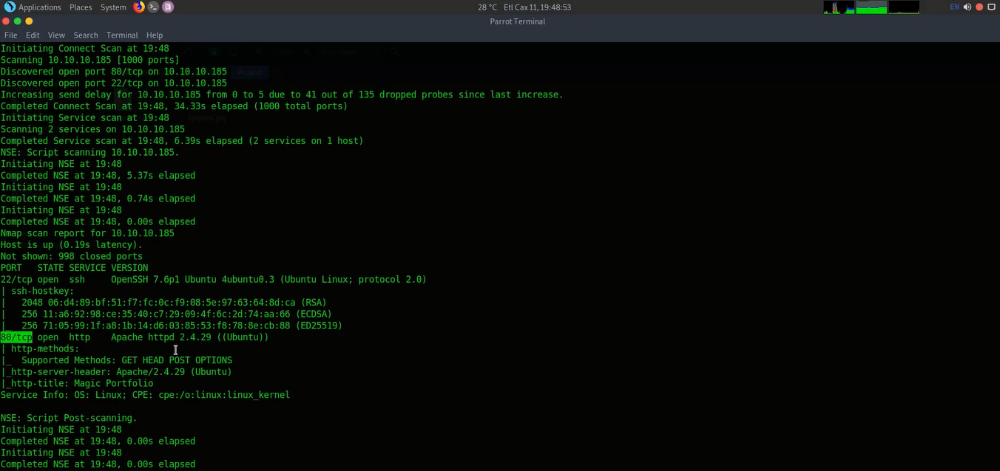 Applications Places System 28 °C Etl Cax 11, 19:48:53 EN
Parrot Terminal
File Edit View Search Terminal Help
Initiating Connect Scan at 19:48
Scanning 10.10.10.185 [1000 ports]
Discovered open port 80/tcp on 10.10.10.185
Discovered open port 22/tcp on 10.10.10.185
Increasing send delay for 10.10.10.185 from 0 to 5 due to 41 out of 135 dropped probes since last increase.
Completed Connect Scan at 19:48, 34.33s elapsed (1000 total ports)
Initiating Service scan at 19:48
Scanning 2 services on 10.10.10.185
Completed Service scan at 19:48, 6.39s elapsed (2 services on 1 host)
NSE: Script scanning 10.10.10.185.
Initiating NSE at 19:48
Completed NSE at 19:48, 5.37s elapsed
Initiating NSE at 19:48
Completed NSE at 19:48, 0.74s elapsed
Initiating NSE at 19:48
Completed NSE at 19:48, 0.00s elapsed
Nmap scan report for 10.10.10.185
Host is up (0.19s latency).
Not shown: 998 closed ports
PORT   STATE SERVICE VERSION
22/tcp open  ssh     OpenSSH 7.6p1 Ubuntu 4ubuntu0.3 (Ubuntu Linux; protocol 2.0)
| ssh-hostkey:
|   2048 06:d4:89:bf:51:f7:fc:0c:f9:08:5e:97:63:64:8d:ca (RSA)
|   256 11:a6:92:98:ce:35:40:c7:29:09:4f:6c:2d:74:aa:66 (ECDSA)
|_  256 71:05:99:1f:a8:1b:14:d6:03:85:53:f8:78:8e:cb:88 (ED25519)
80/tcp open  http    Apache httpd 2.4.29 ((Ubuntu))
| http-methods:
|_  Supported Methods: GET HEAD POST OPTIONS
|_http-server-header: Apache/2.4.29 (Ubuntu)
|_http-title: Magic Portfolio
Service Info: OS: Linux; CPE: cpe:/o:linux:linux_kernel
NSE: Script Post-scanning.
Initiating NSE at 19:48
Completed NSE at 19:48, 0.00s elapsed
Initiating NSE at 19:48
Completed NSE at 19:48, 0.00s elapsed